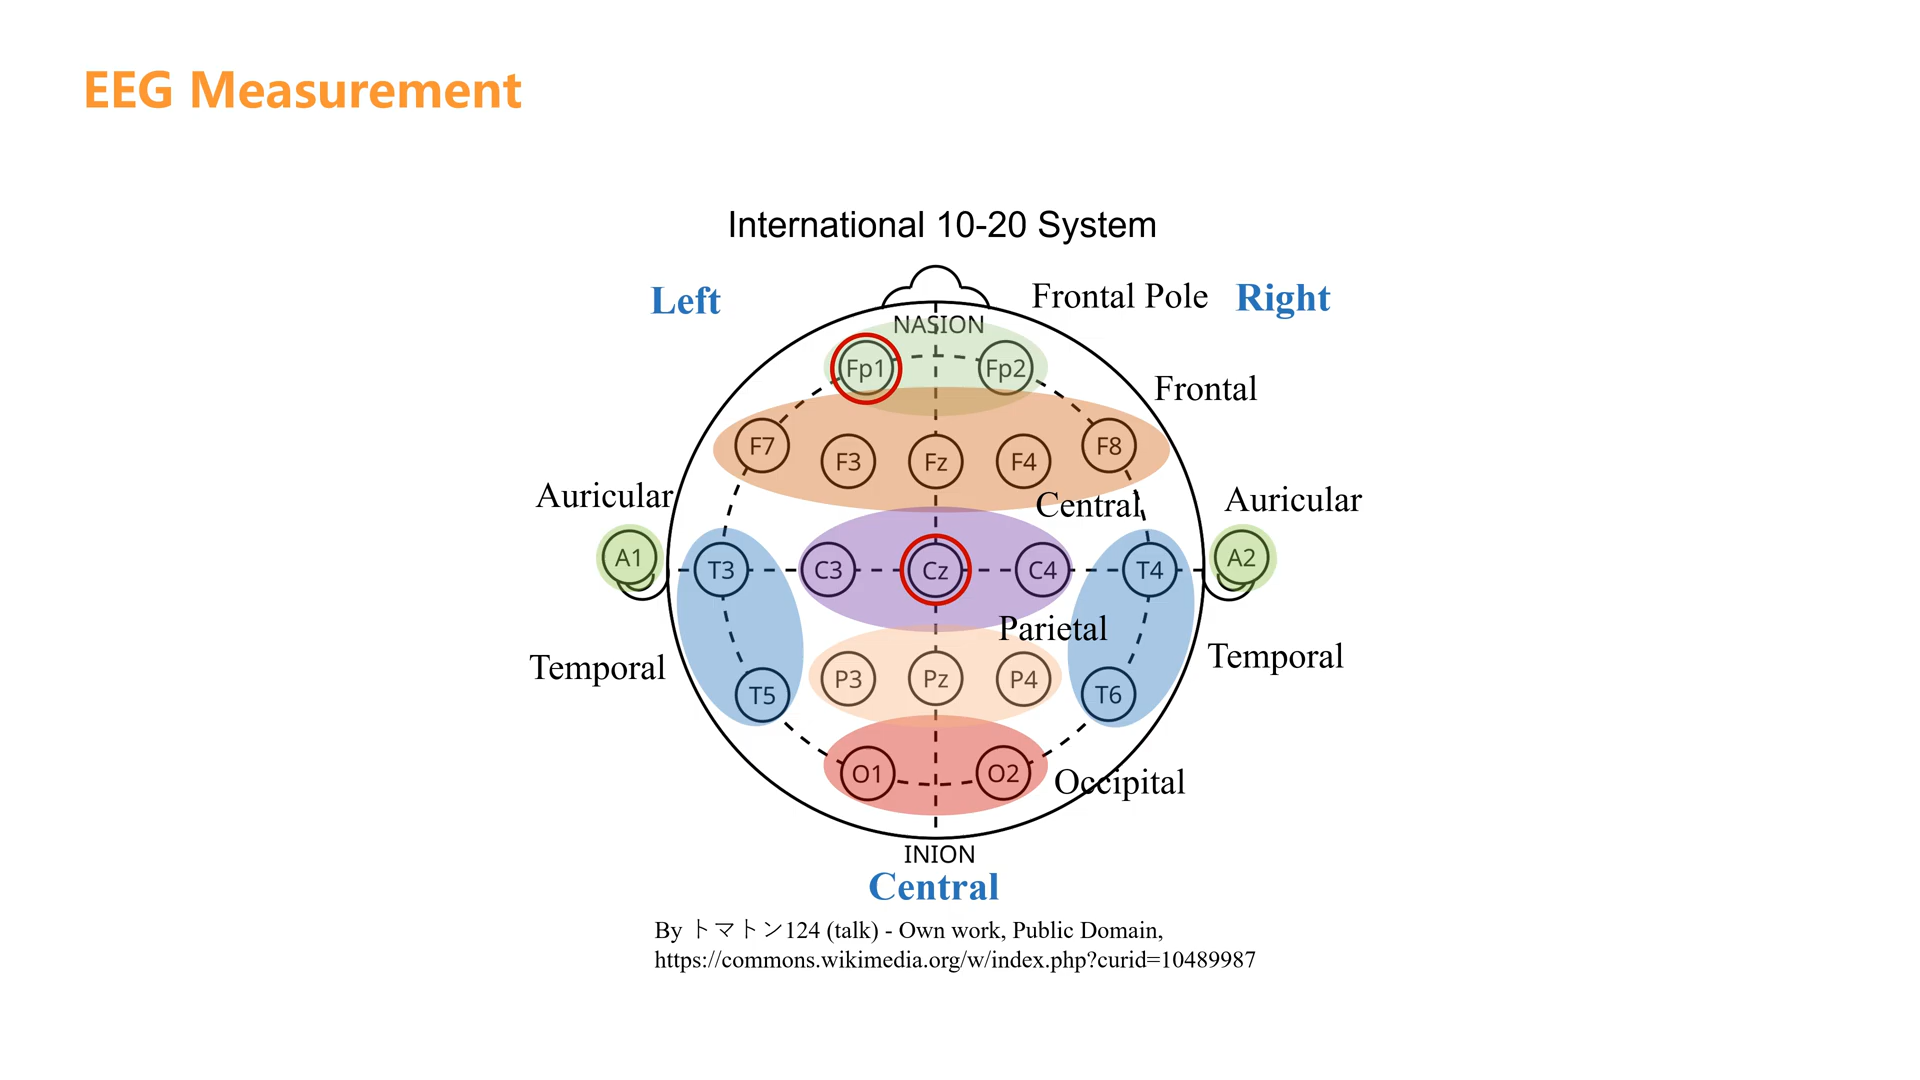 EEG Measurement
International 10-20 System
Left
Frontal Pole
Right
NASION
Fp1
Fp2
Frontal
F7
F3
Fz
F4
F8
Auricular
Central
Auricular
A1
T3
C3
Cz
C4
T4
A2
Parietal
Temporal
Temporal
T5
P3
Pz
P4
T6
O1
O2
Occipital
INION
Central
By トマトン124 (talk) - Own work, Public Domain,
https://commons.wikimedia.org/w/index.php?curid=10489987